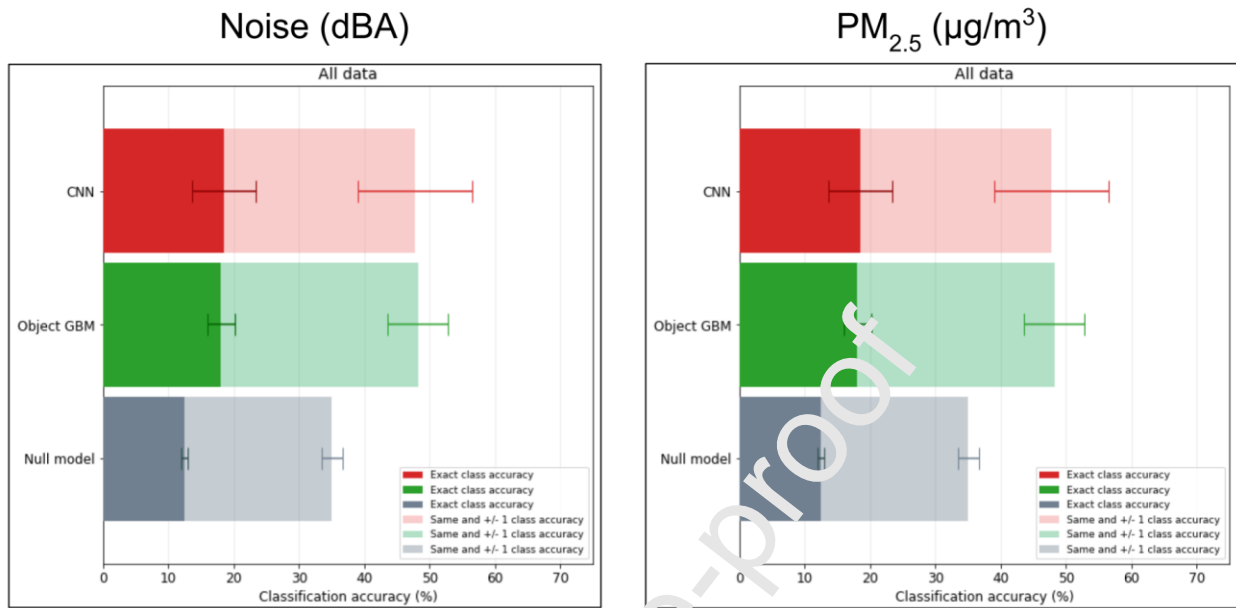 Noise (dBA)
All data
CNN
Object GBM
Null model
Exact class accuracy
Exact class accuracy
Exact class accuracy
Same and +/- 1 class accuracy
Same and +/- 1 class accuracy
Same and +/- 1 class accuracy
0 10 20 30 40 50 60 70
Classification accuracy (%)
PM2.5 (µg/m³)
All data
CNN
Object GBM
Null model
Exact class accuracy
Exact class accuracy
Exact class accuracy
Same and +/- 1 class accuracy
Same and +/- 1 class accuracy
Same and +/- 1 class accuracy
0 10 20 30 40 50 60 70
Classification accuracy (%)
-proof